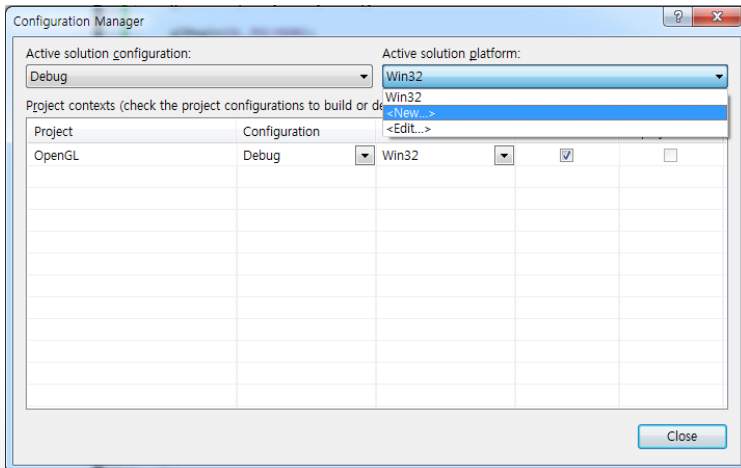 Configuration Manager
Active solution configuration:
Active solution platform:
Debug
Win32
Win32
<New...>
<Edit...>
Project contexts (check the project configurations to build or de
Project
Configuration
OpenGL
Debug
Win32
Close